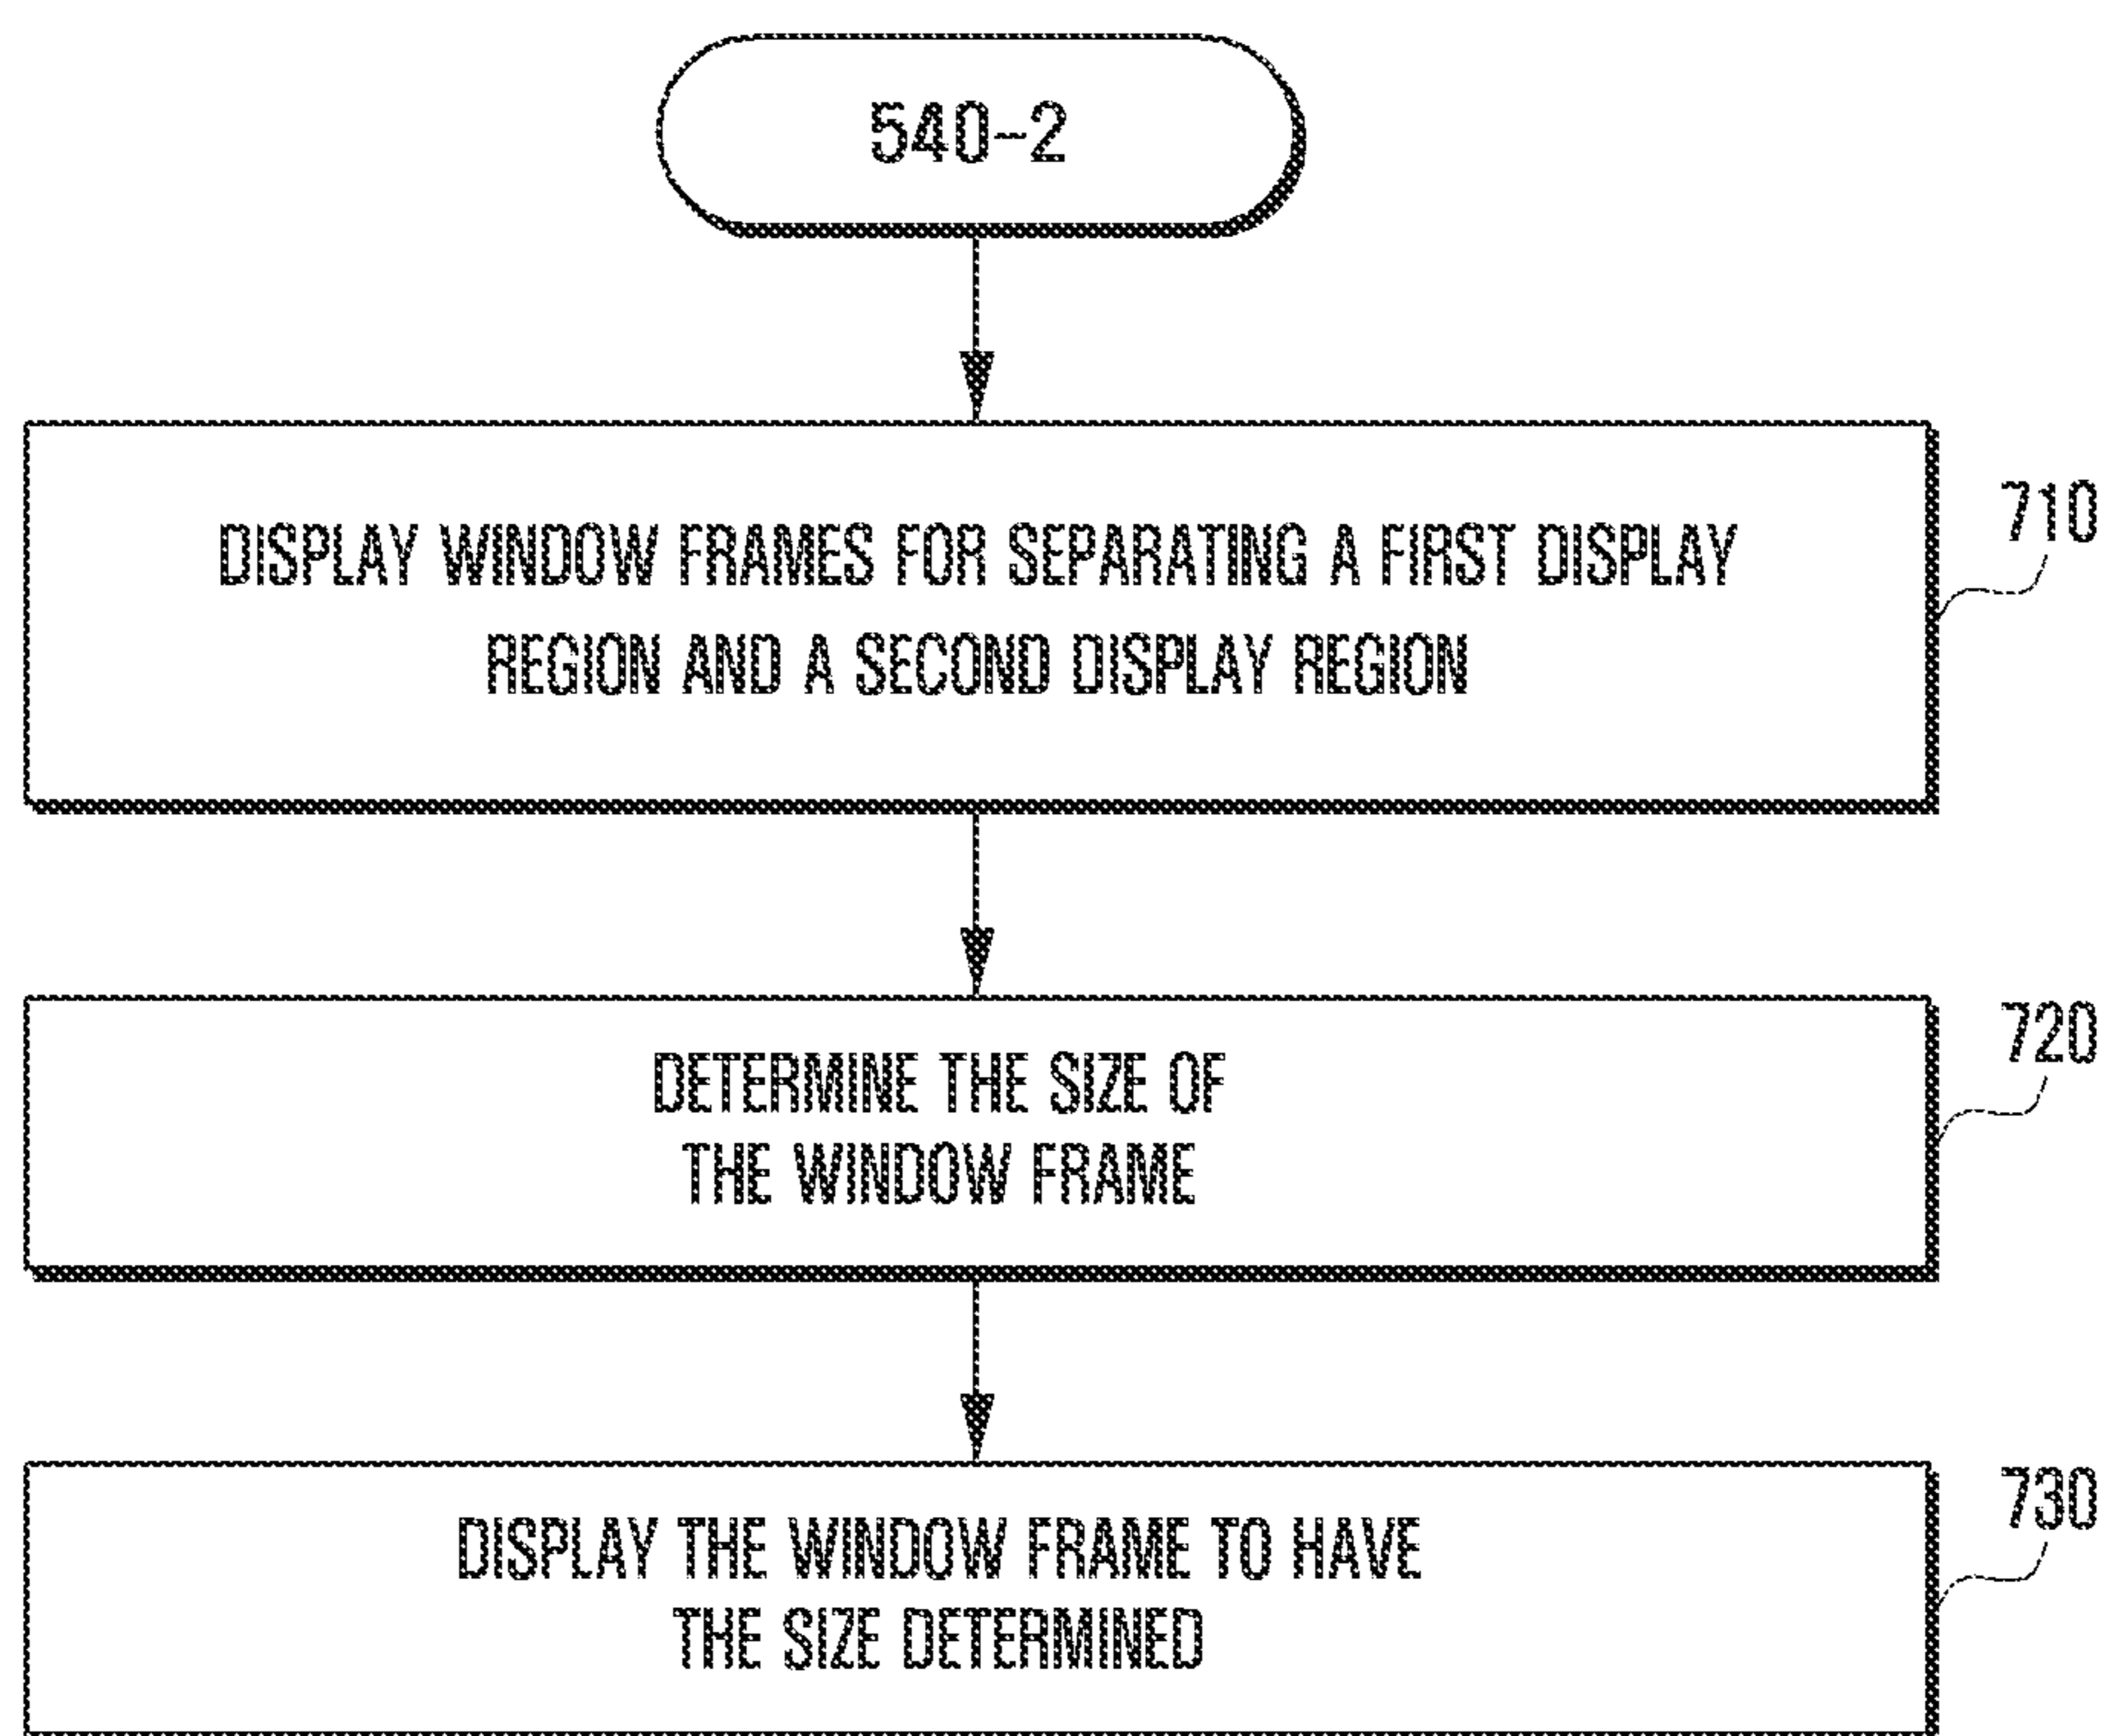 540-2
DISPLAY WINDOW FRAMES FOR SEPARATING A FIRST DISPLAY
REGION AND A SECOND DISPLAY REGION
710
DETERMINE THE SIZE OF
THE WINDOW FRAME
720
DISPLAY THE WINDOW FRAME TO HAVE
THE SIZE DETERMINED
730